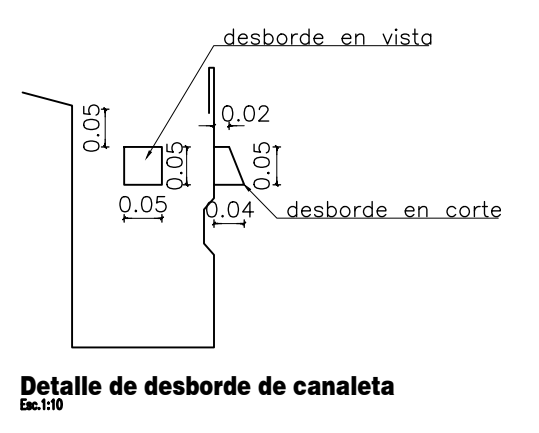 desborde en vista
0.05
0.02
0.05
0.05
0.05
0.04
desborde en corte
Detalle de desborde de canaleta
Esc.1:10